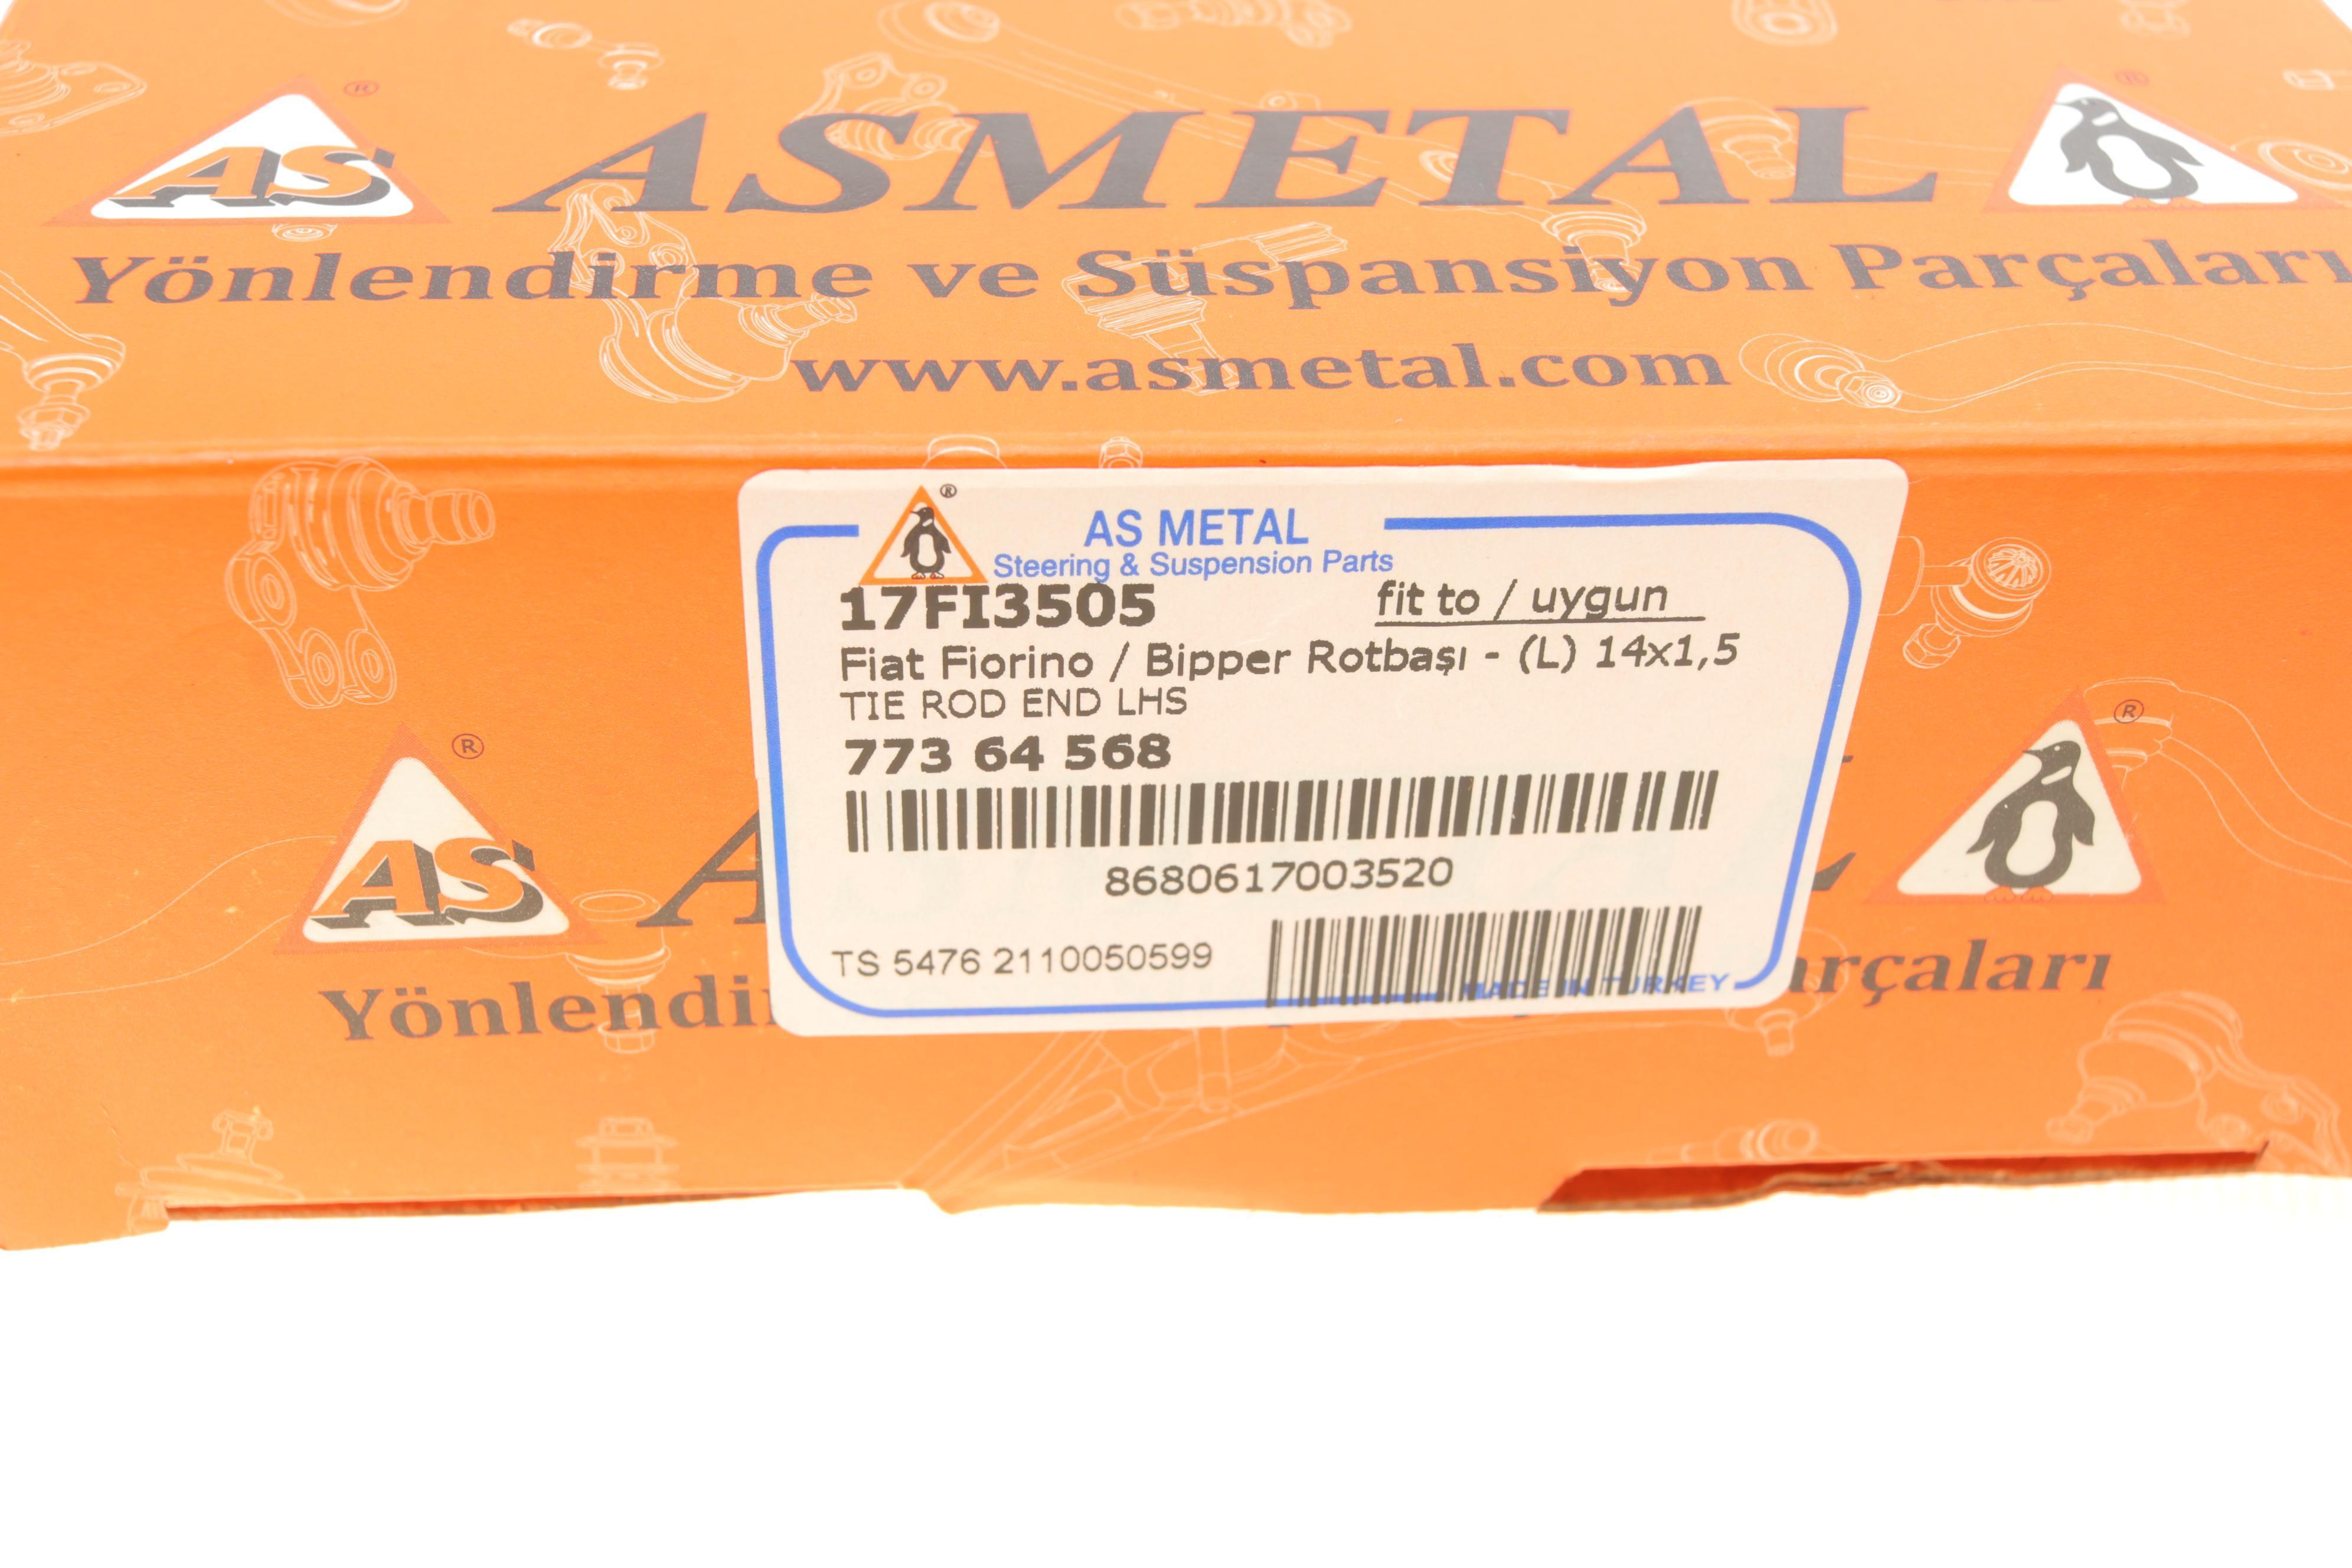 AS ® ASMETAL ®
Yönlendirme ve Süspansiyon Parçaları
www.asmetal.com
®
AS METAL
Steering & Suspension Parts
17FI3505 fit to / uygun
Fiat Fiorino / Bipper Rotbaşı - (L) 14x1,5
TIE ROD END LHS
773 64 568
8680617003520
TS 5476 2110050599
MADE IN TURKEY
AS ® A L ®
Yönlendi arçaları